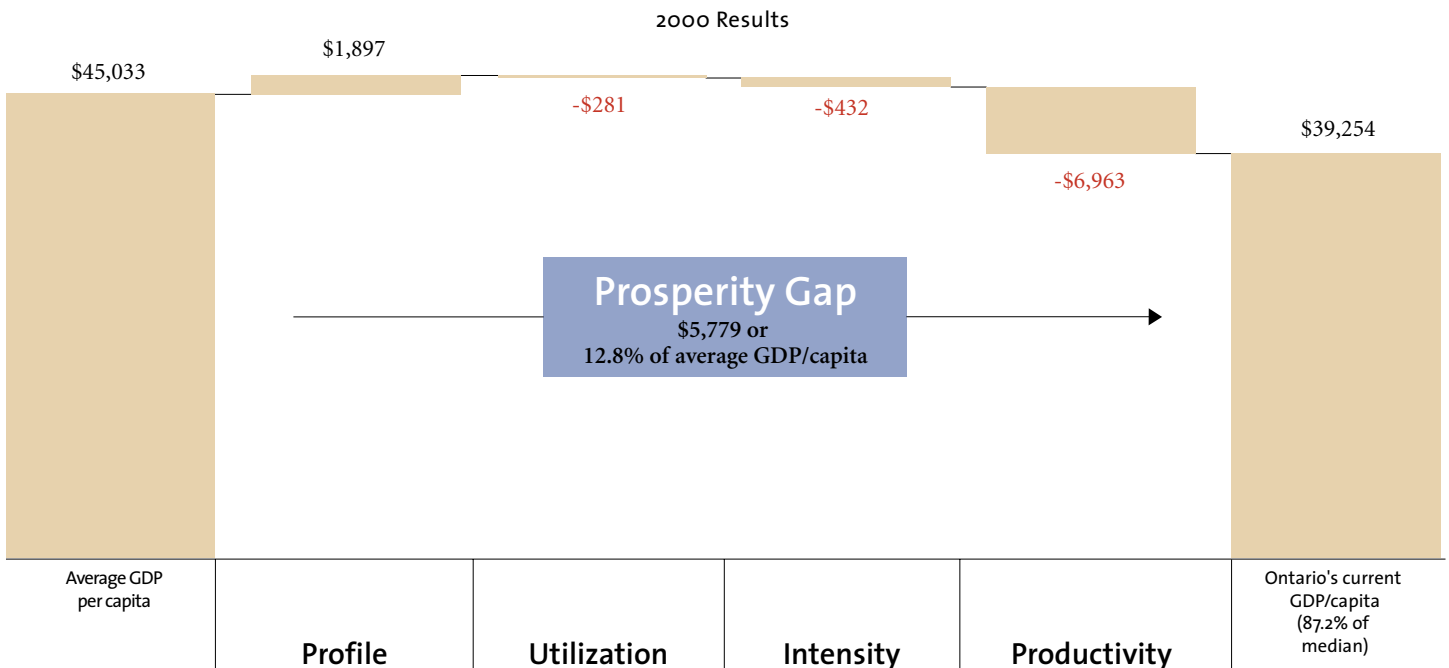 2000 Results
$45,033
$1,897
-$281
-$432
-$6,963
$39,254
Prosperity Gap
$5,779 or
12.8% of average GDP/capita
Average GDP
per capita
Profile
Utilization
Intensity
Productivity
Ontario's current
GDP/capita
(87.2% of
median)